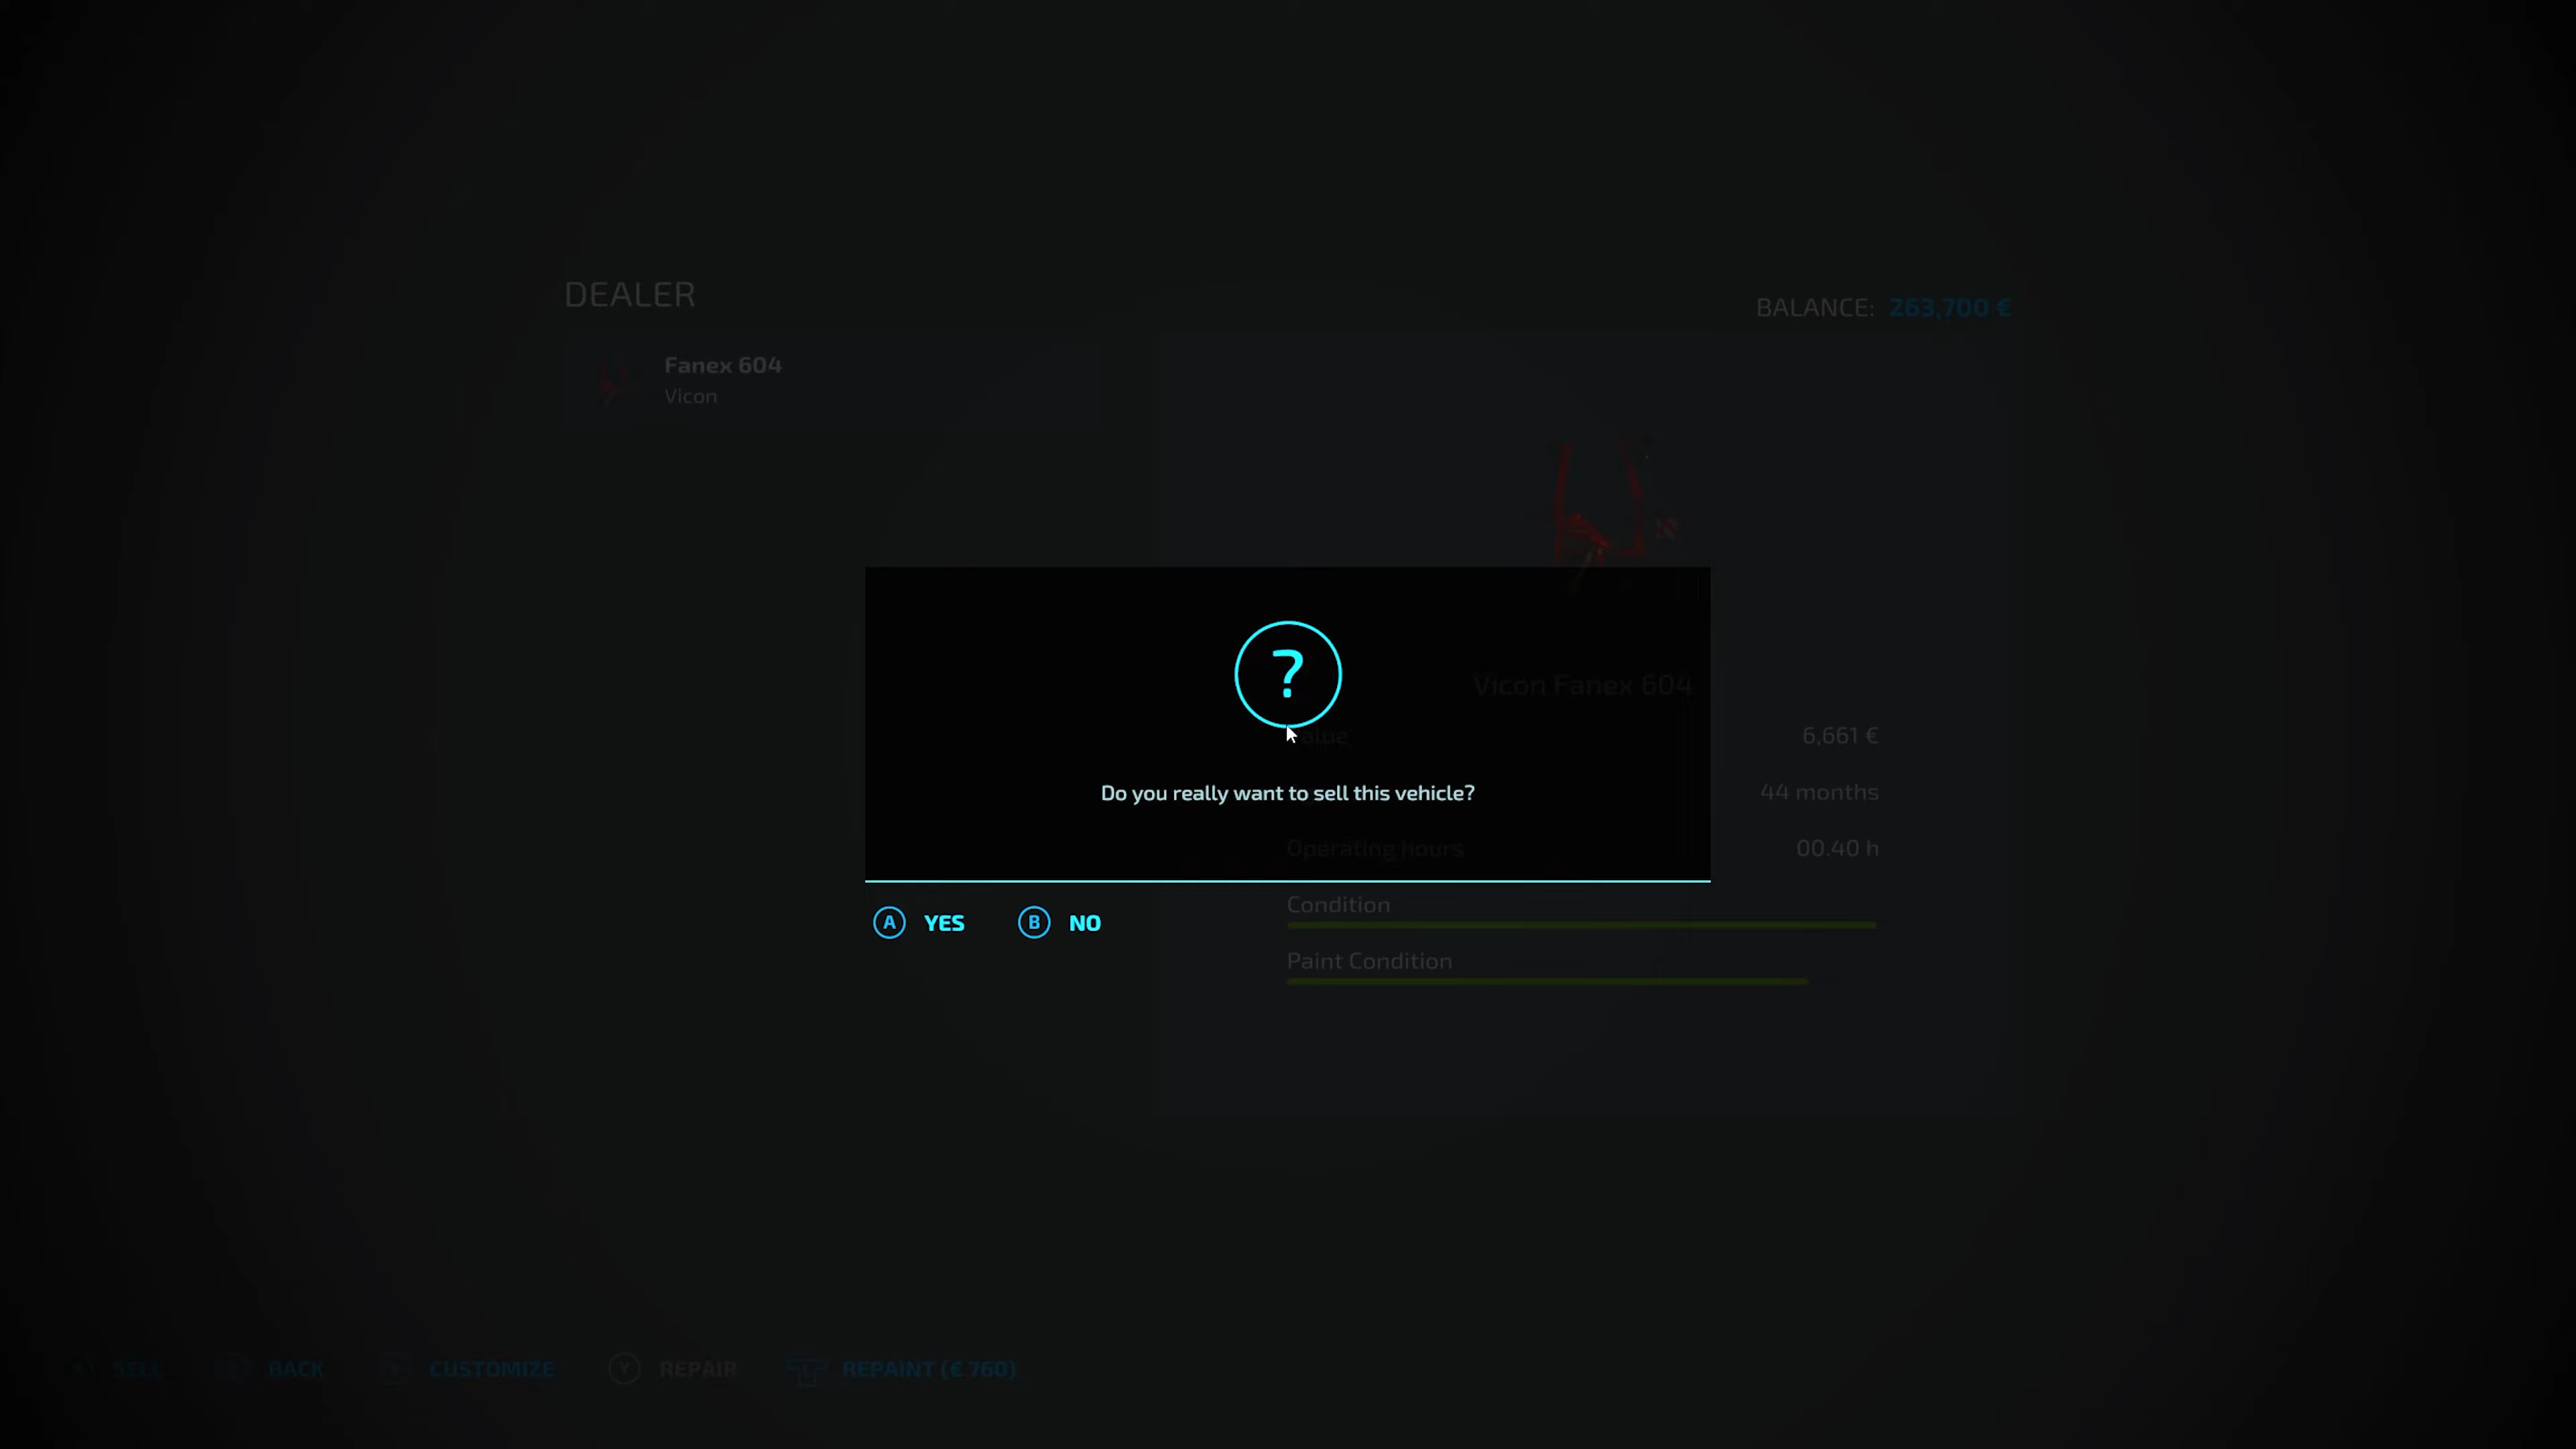 DEALER
BALANCE: 263,700 €
Fanex 604
Vicon
?
Vicon Fanex 604
Value 6,661 €
Do you really want to sell this vehicle?
44 months
Operating hours 00.40 h
A YES B NO
Condition
Paint Condition
SELL BACK CUSTOMIZE Y REPAIR REPAINT (€ 760)